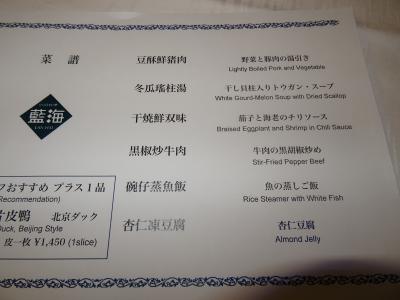 菜譜
藍海
豆酥鮮猪肉
野菜と豚肉の湯引き
Lightly Boiled Pork and Vegetable
冬瓜瑤柱湯
干し貝柱入りトウガン・スープ
White Gourd-Melon Soup with Dried Scallop
干焼鮮双味
茄子と海老のチリソース
Braised Eggplant and Shrimp in Chili Sauce
黒椒炒牛肉
牛肉の黒胡椒炒め
Stir-Fried Pepper Beef
碗仔蒸魚飯
魚の蒸しご飯
Rice Steamer with White Fish
杏仁凍豆腐
杏仁豆腐
Almond Jelly
おすすめ プラス1品
Recommendation)
皮鴨 北京ダック
Duck, Beijing Style
皮一枚 ¥1,450 (1slice)